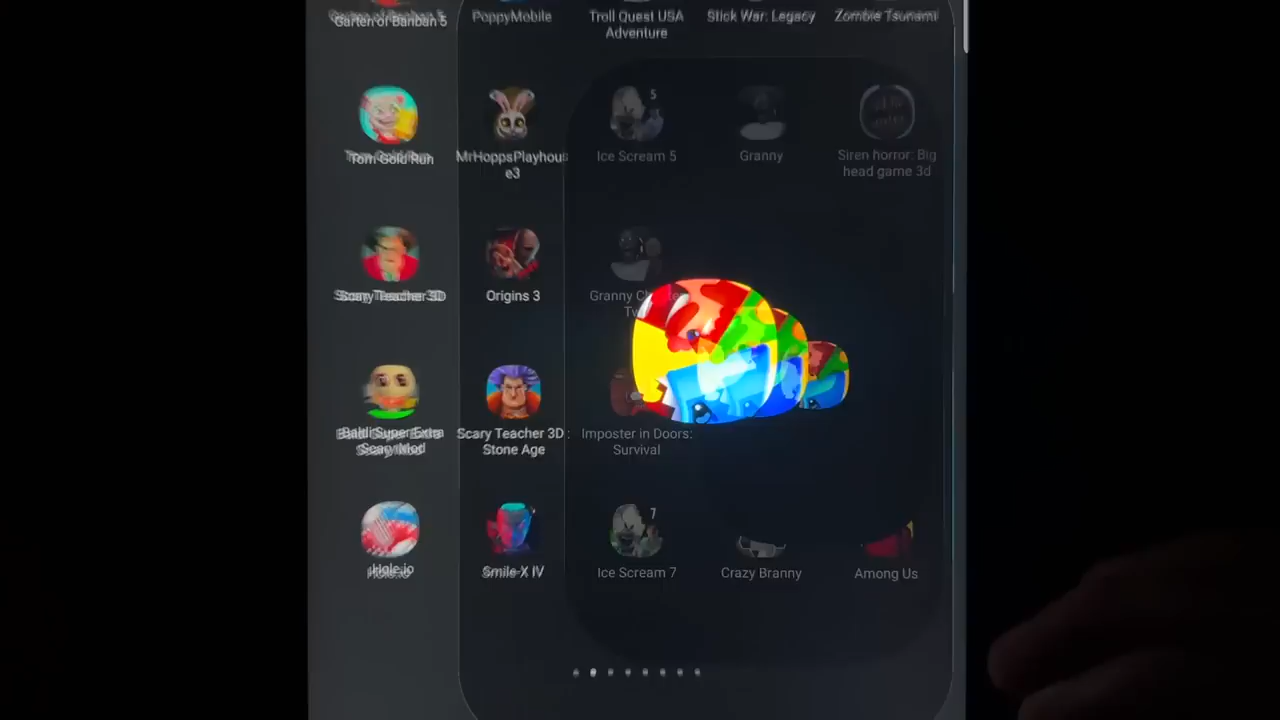 Garten of Banban 5
PoppyMobile
Troll Quest USA
Adventure
Stick War: Legacy
Zombie Tsunami
Tom Gold Run
MrHoppsPlayhous
e3
Ice Scream 5
5
Granny
Siren horror: Big
head game 3d
Scary Teacher 3D
Origins 3
Granny Ch
Baldi Super Extra
Scary Mod
Scary Teacher 3D :
Stone Age
Imposter in Doors:
Survival
Hole.io
Smile-X IV
Ice Scream 7
7
Crazy Branny
Among Us